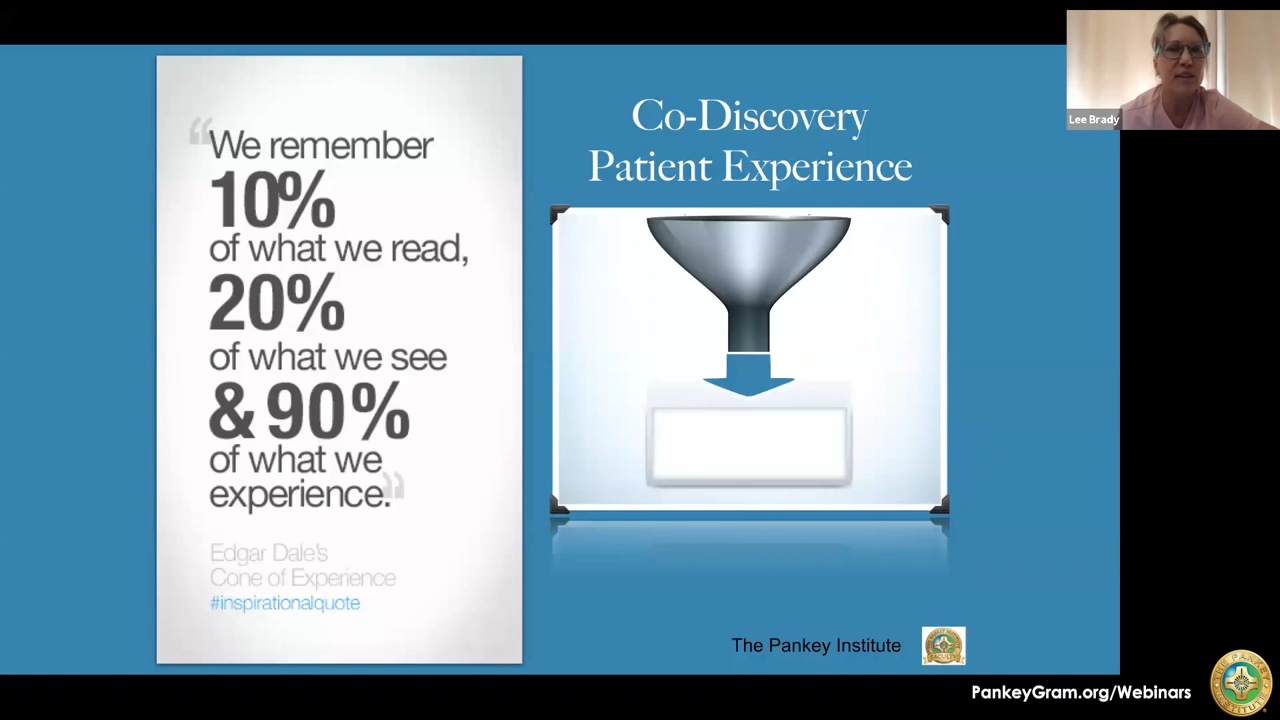 “We remember
10%
of what we read,
20%
of what we see
& 90%
of what we
experience.”
Edgar Dale's
Cone of Experience
#inspirationalquote
Co-Discovery
Patient Experience
Lee Brady
The Pankey Institute
PankeyGram.org/Webinars